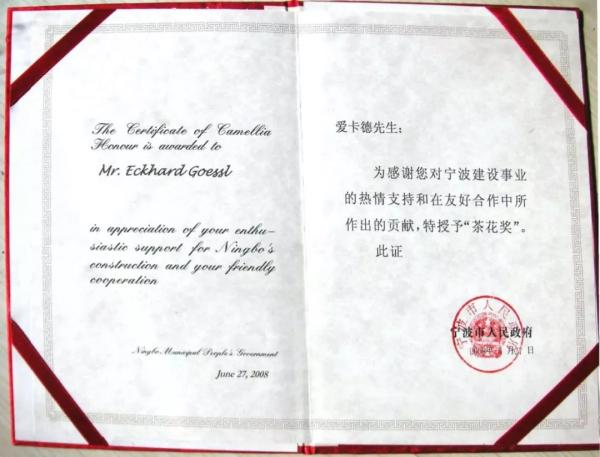 The Certificate of Camellia
Honour is awarded to
Mr. Eckhard Goessl
in appreciation of your enthu-
siastic support for Ningbo's
construction and your friendly
cooperation
Ningbo Municipal People's Government
June 27, 2008
爱卡德先生：
为感谢您对宁波建设事业
的热情支持和在友好合作中所
作出的贡献，特授予“茶花奖”。
此证
宁波市人民政府
月 日